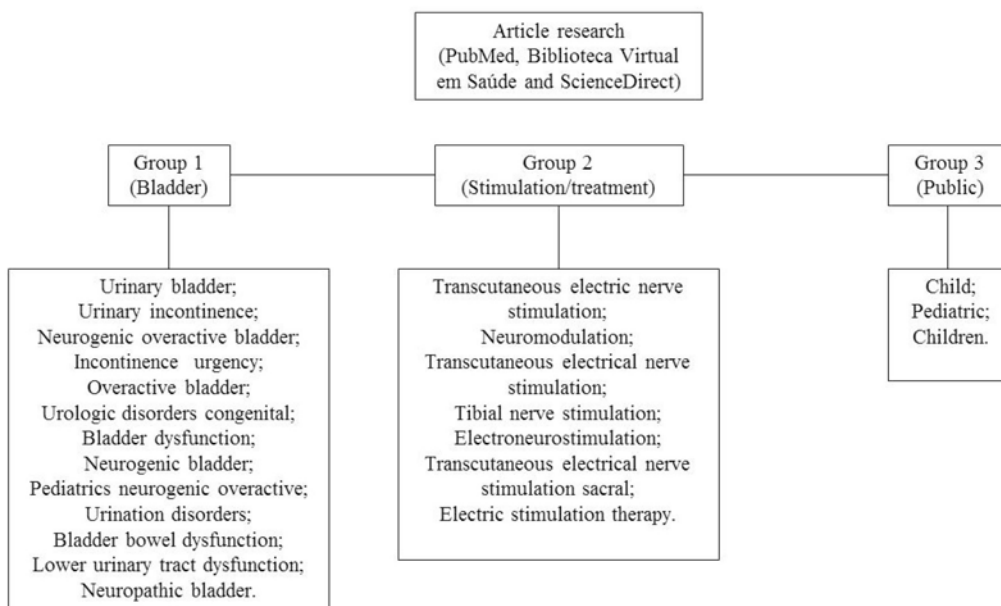 Article research
(PubMed, Biblioteca Virtual
em Saúde and ScienceDirect)
Group 1
(Bladder)
Group 2
(Stimulation/treatment)
Group 3
(Public)
Urinary bladder;
Urinary incontinence;
Neurogenic overactive bladder;
Incontinence urgency;
Overactive bladder;
Urologic disorders congenital;
Bladder dysfunction;
Neurogenic bladder;
Pediatrics neurogenic overactive;
Urination disorders;
Bladder bowel dysfunction;
Lower urinary tract dysfunction;
Neuropathic bladder.
Transcutaneous electric nerve
stimulation;
Neuromodulation;
Transcutaneous electrical nerve
stimulation;
Tibial nerve stimulation;
Electroneurostimulation;
Transcutaneous electrical nerve
stimulation sacral;
Electric stimulation therapy.
Child;
Pediatric;
Children.